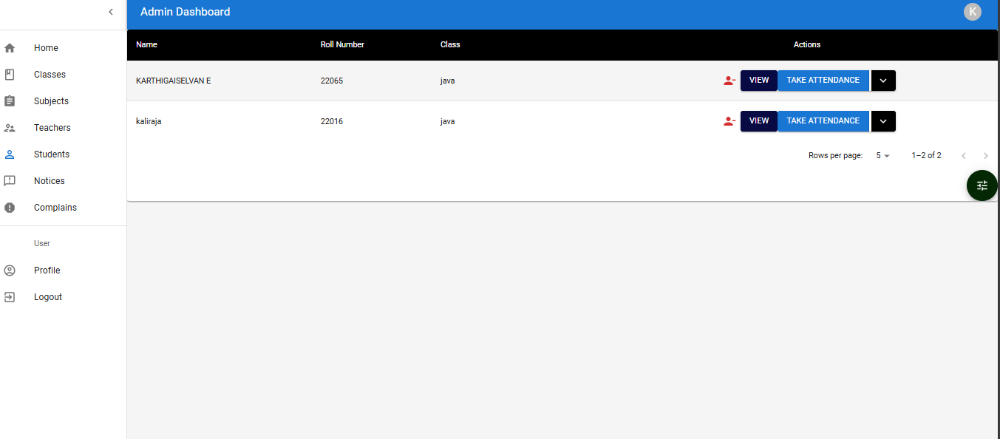 Admin Dashboard
K
Home
Classes
Subjects
Teachers
Students
Notices
Complains
User
Profile
Logout
Name Roll Number Class Actions
KARTHIGAISELVAN E 22065 java VIEW TAKE ATTENDANCE
kaliraja 22016 java VIEW TAKE ATTENDANCE
Rows per page: 5 1–2 of 2